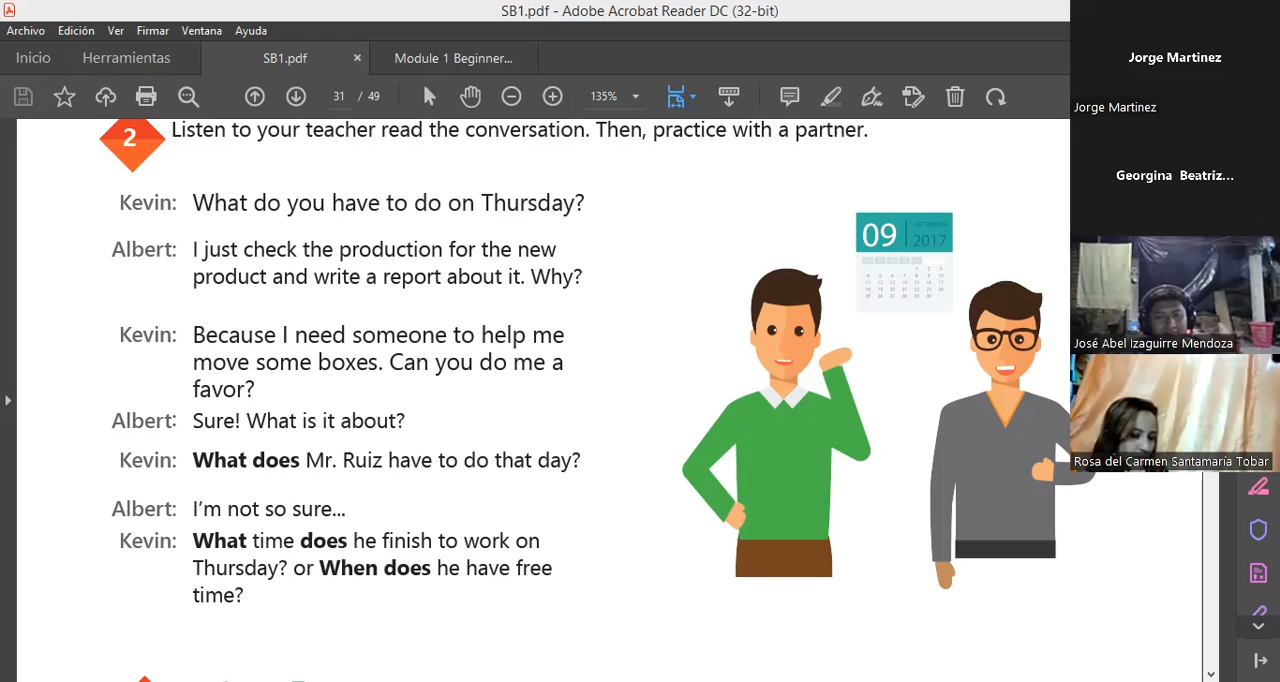 SB1.pdf - Adobe Acrobat Reader DC (32-bit)
Archivo Edición Ver Firmar Ventana Ayuda
Inicio Herramientas SB1.pdf × Module 1 Beginner...
31 / 49 135%
2 Listen to your teacher read the conversation. Then, practice with a partner.
Kevin: What do you have to do on Thursday?
Albert: I just check the production for the new
product and write a report about it. Why?
Kevin: Because I need someone to help me
move some boxes. Can you do me a
favor?
Albert: Sure! What is it about?
Kevin: What does Mr. Ruiz have to do that day?
Albert: I'm not so sure...
Kevin: What time does he finish to work on
Thursday? or When does he have free
time?
09 SEPTEMBER
2017
Jorge Martinez
Jorge Martinez
Georgina Beatriz...
José Abel Izaguirre Mendoza
Rosa del Carmen Santamaría Tobar